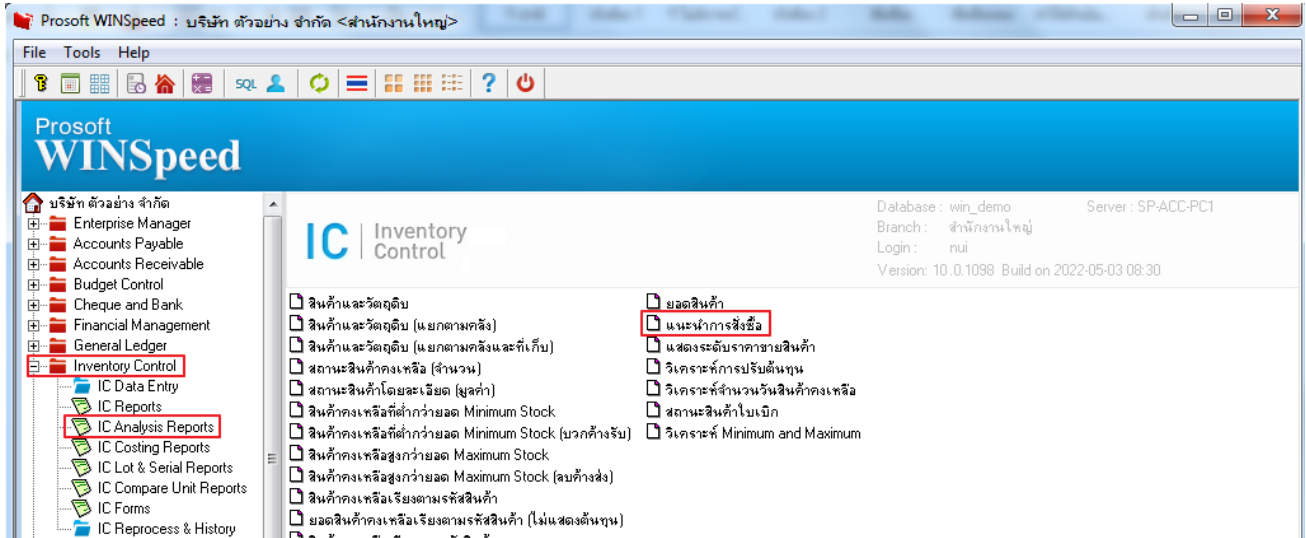 Prosoft WINSpeed : บริษัท ตัวอย่าง จำกัด <สำนักงานใหญ่>
File Tools Help
SQL
Prosoft
WINSpeed
บริษัท ตัวอย่าง จำกัด
Enterprise Manager
Accounts Payable
Accounts Receivable
Budget Control
Cheque and Bank
Financial Management
General Ledger
Inventory Control
IC Data Entry
IC Reports
IC Analysis Reports
IC Costing Reports
IC Lot & Serial Reports
IC Compare Unit Reports
IC Forms
IC Reprocess & History
IC Inventory
Control
Database : win_demo Server : SP-ACC-PC1
Branch : สำนักงานใหญ่
Login : nui
Version: 10.0.1098 Build on 2022-05-03 08:30
สินค้าและวัตถุดิบ
สินค้าและวัตถุดิบ (แยกตามคลัง)
สินค้าและวัตถุดิบ (แยกตามคลังและที่เก็บ)
สถานะสินค้าคงเหลือ (จำนวน)
สถานะสินค้าโดยละเอียด (มูลค่า)
สินค้าคงเหลือที่ต่ำกว่ายอด Minimum Stock
สินค้าคงเหลือที่ต่ำกว่ายอด Minimum Stock (บวกค้างรับ)
สินค้าคงเหลือสูงกว่ายอด Maximum Stock
สินค้าคงเหลือสูงกว่ายอด Maximum Stock (ลบค้างส่ง)
สินค้าคงเหลือเรียงตามรหัสสินค้า
ยอดสินค้าคงเหลือเรียงตามรหัสสินค้า (ไม่แสดงต้นทุน)
ยอดสินค้า
แนะนำการสั่งซื้อ
แสดงระดับราคาขายสินค้า
วิเคราะห์การปรับต้นทุน
วิเคราะห์จำนวนวันสินค้าคงเหลือ
สถานะสินค้าใบเบิก
วิเคราะห์ Minimum and Maximum